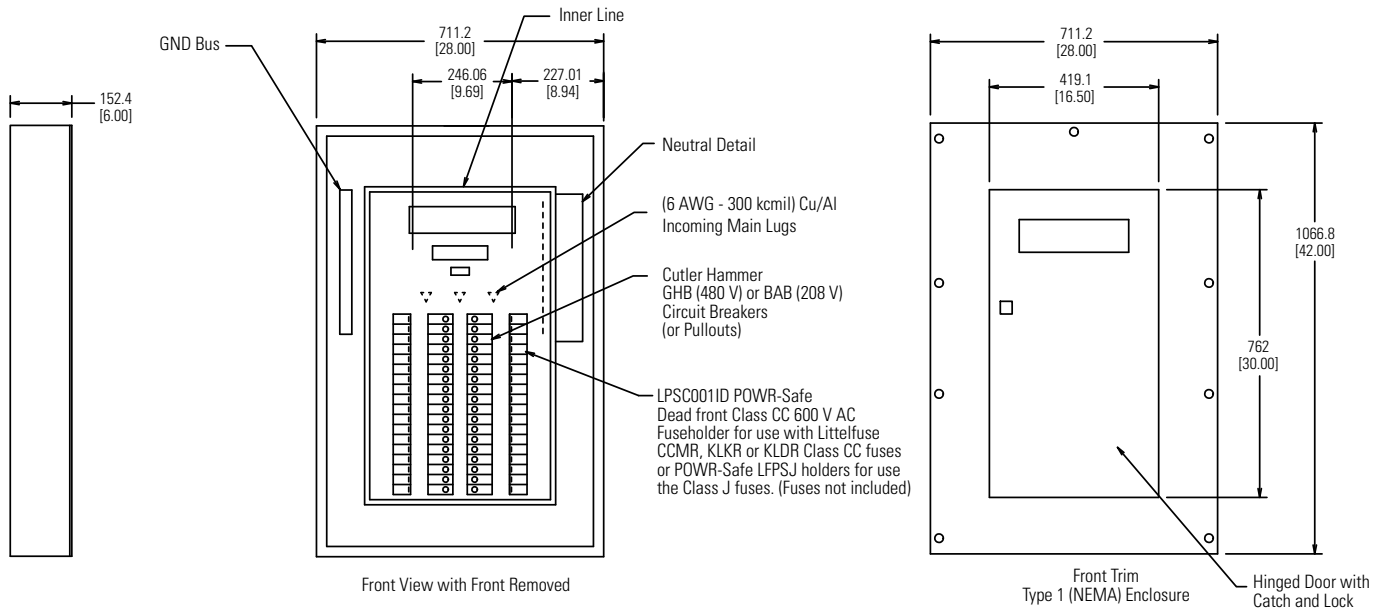 152.4
[6.00]
GND Bus
Inner Line
711.2
[28.00]
246.06
[9.69]
227.01
[8.94]
Neutral Detail
(6 AWG - 300 kcmil) Cu/Al
Incoming Main Lugs
Cutler Hammer
GHB (480 V) or BAB (208 V)
Circuit Breakers
(or Pullouts)
LPSC001ID POWR-Safe
Dead front Class CC 600 V AC
Fuseholder for use with Littelfuse
CCMR, KLKR or KLDR Class CC fuses
or POWR-Safe LFPSJ holders for use
the Class J fuses. (Fuses not included)
Front View with Front Removed
711.2
[28.00]
419.1
[16.50]
1066.8
[42.00]
762
[30.00]
Front Trim
Type 1 (NEMA) Enclosure
Hinged Door with
Catch and Lock